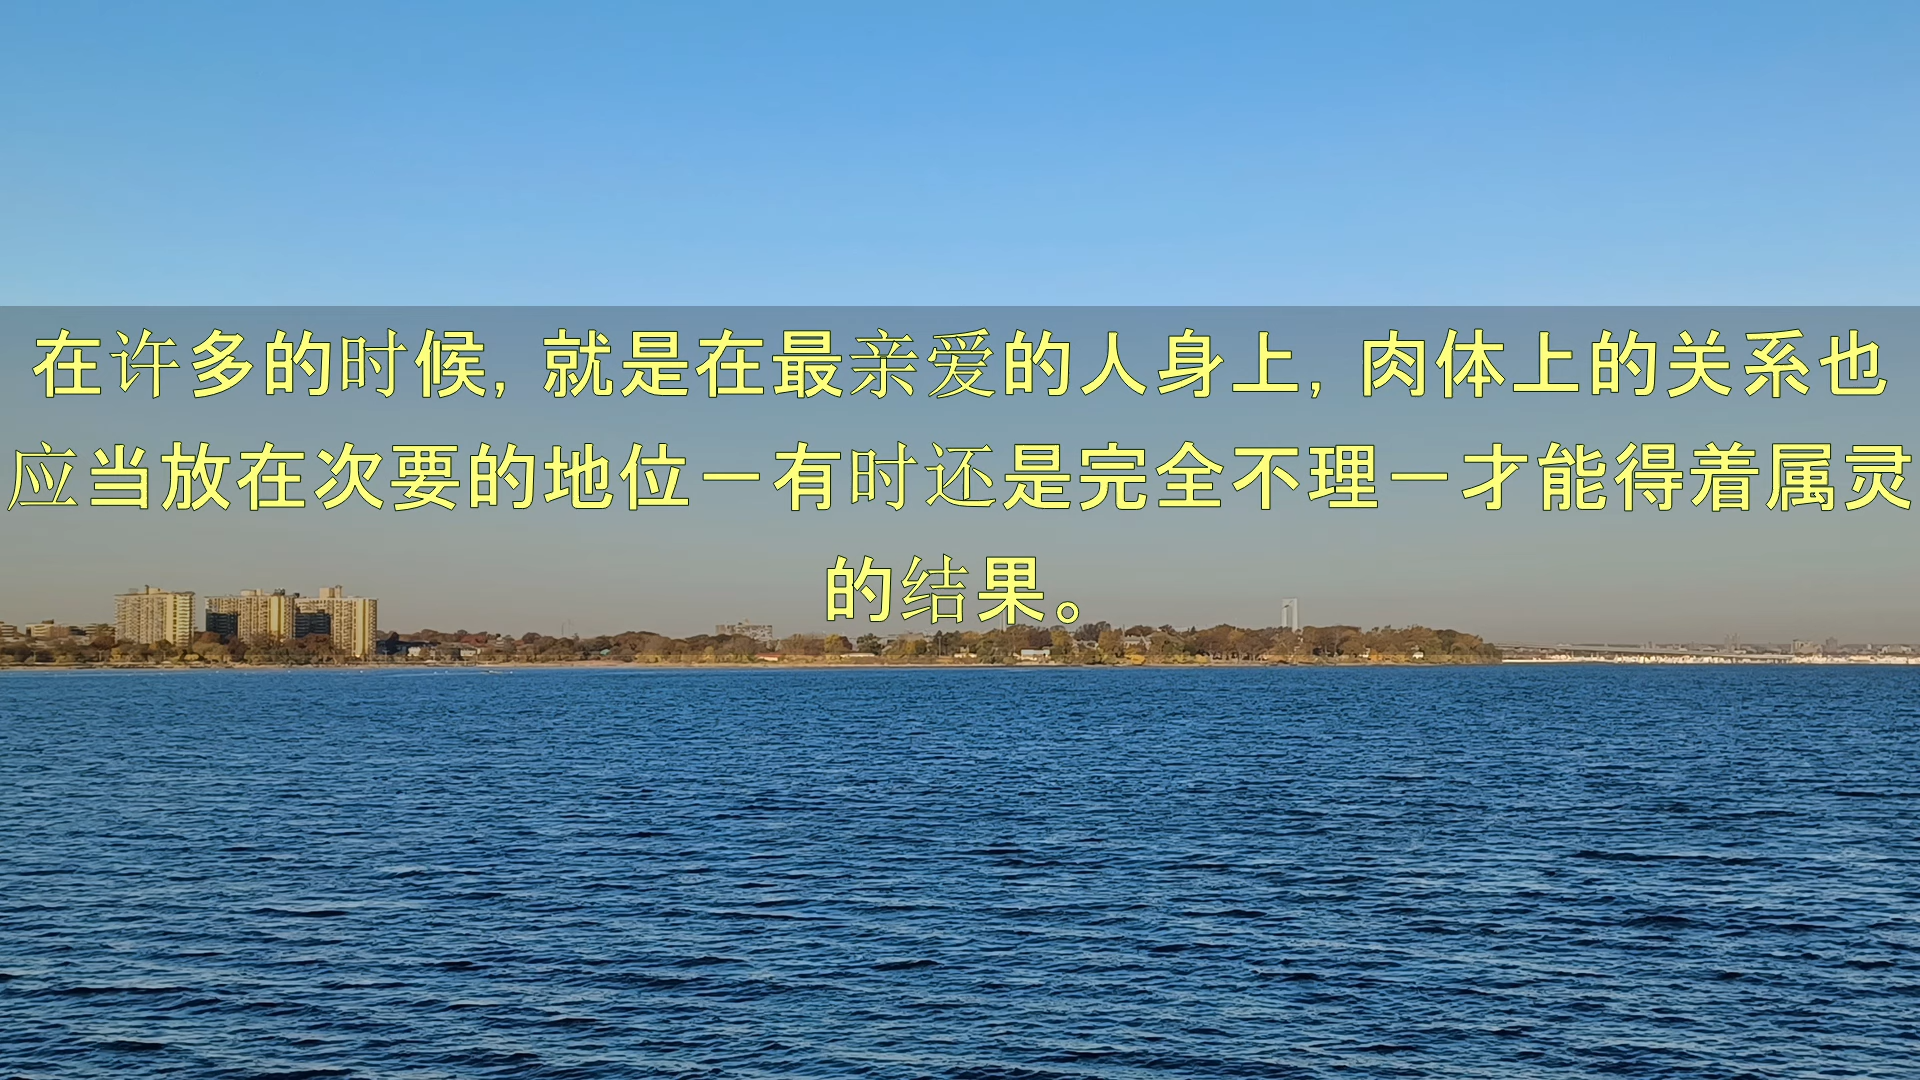 在许多的时候, 就是在最亲爱的人身上, 肉体上的关系也
应当放在次要的地位－有时还是完全不理－才能得着属灵
的结果。